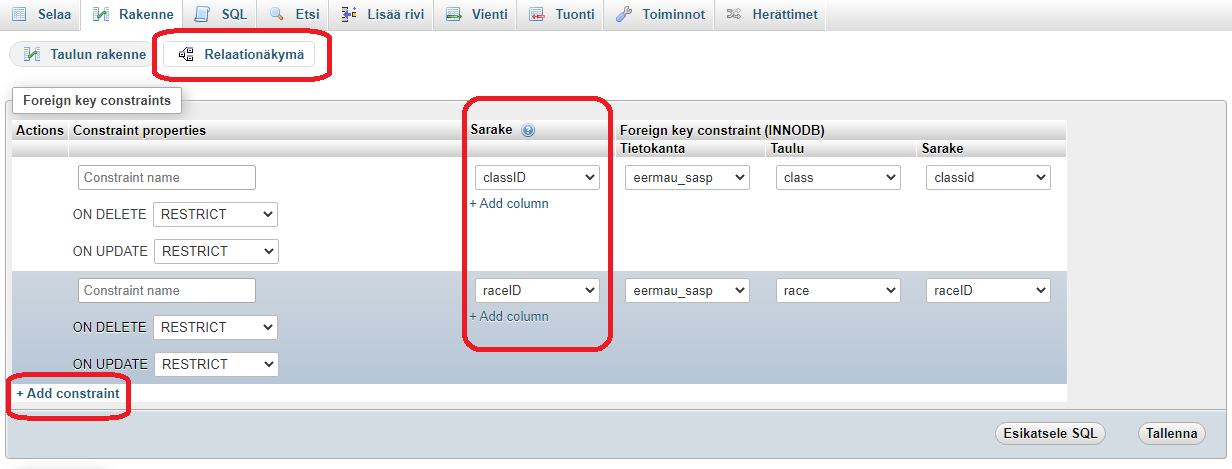 Selaa Rakenne SQL Etsi Lisää rivi Vienti Tuonti Toiminnot Herättimet
Taulun rakenne Relaationäkymä
Foreign key constraints
Actions Constraint properties Sarake Foreign key constraint (INNODB)
Tietokanta Taulu Sarake
Constraint name classID eermau_sasp class classid
+ Add column
ON DELETE RESTRICT
ON UPDATE RESTRICT
Constraint name raceID eermau_sasp race raceID
+ Add column
ON DELETE RESTRICT
ON UPDATE RESTRICT
+ Add constraint
Esikatsele SQL Tallenna